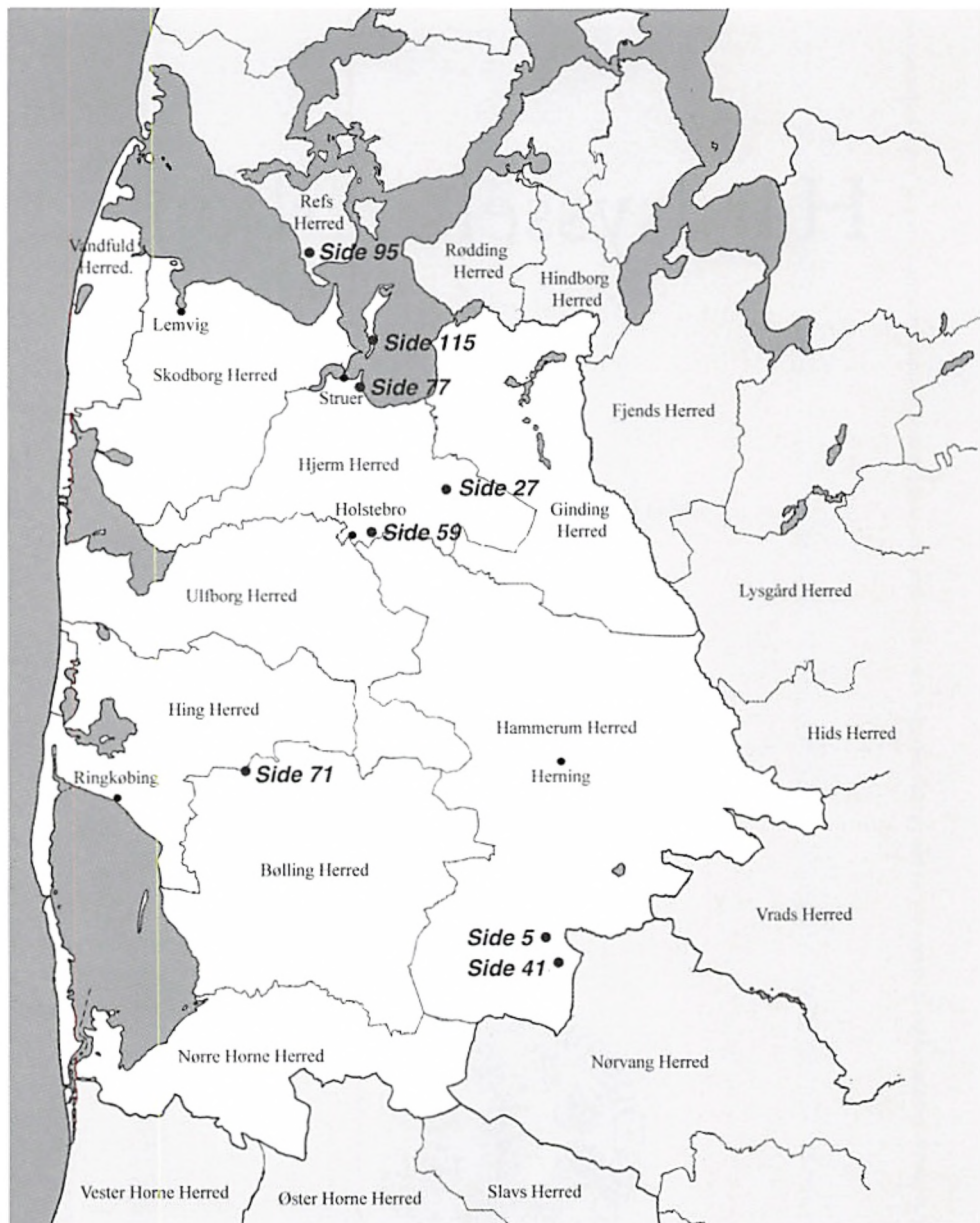 Refs
Herred
Side 95
Vandfuld
Herred.
Rødding
Herred
Hindborg
Herred
Lemvig
Side 115
Skodborg Herred
Struer
Side 77
Fjends Herred
Hjerm Herred
Side 27
Holstebro
Side 59
Ginding
Herred
Ulfborg Herred
Lysgård Herred
Hing Herred
Hammerum Herred
Hids Herred
Herning
Ringkøbing
Side 71
Bølling Herred
Vrads Herred
Side 5
Side 41
Nørre Horne Herred
Nørvang Herred
Vester Horne Herred
Øster Horne Herred
Slavs Herred